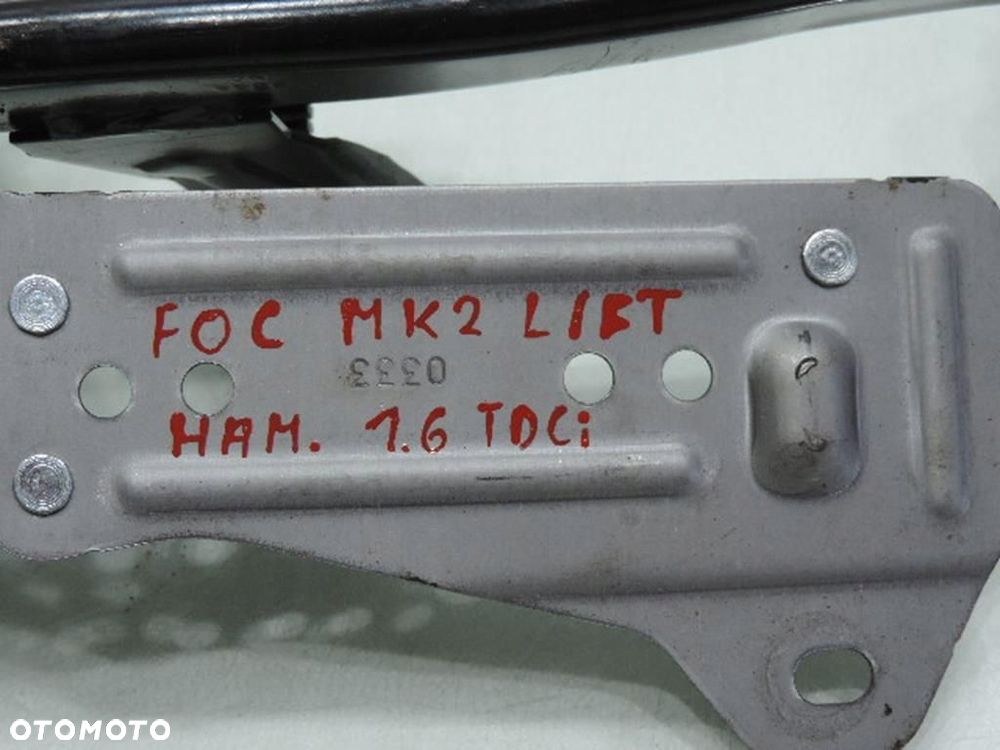 FOC MK2 LIFT
0333
HAM. 1.6 TDCi
OTOMOTO